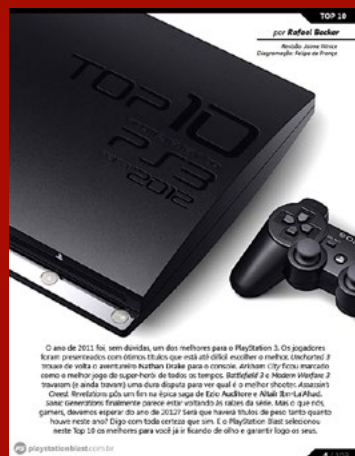 TOP 10
por Rafael Becker
Revisão: Jaime Ninice
Diagramação: Felipe de França
TOP 10
PS3
2012
O ano de 2011 foi, sem dúvidas, um dos melhores para o PlayStation 3. Os jogadores
foram presenteados com ótimos títulos que está até difícil escolher o melhor. Uncharted 3
trouxe de volta o aventureiro Nathan Drake para o console. Arkham City ficou marcado
como o melhor jogo de super-herói de todos os tempos. Battlefield 3 e Modern Warfare 3
travaram (e ainda travam) uma dura disputa para ver qual é o melhor shooter. Assassin's
Creed: Revelations pôs um fim na épica saga de Ezio Auditore e Altaïr Ibn-La'Ahad.
Sonic Generations finalmente parece estar voltando às raízes da série. Mas o que nós,
gamers, devemos esperar do ano de 2012? Será que haverá títulos de peso tanto quanto
houve neste ano? Digo com toda certeza que sim. E o PlayStation Blast selecionou
neste Top 10 os melhores para você já ir ficando de olho e garantir logo os seus.
playstationblast.com.br